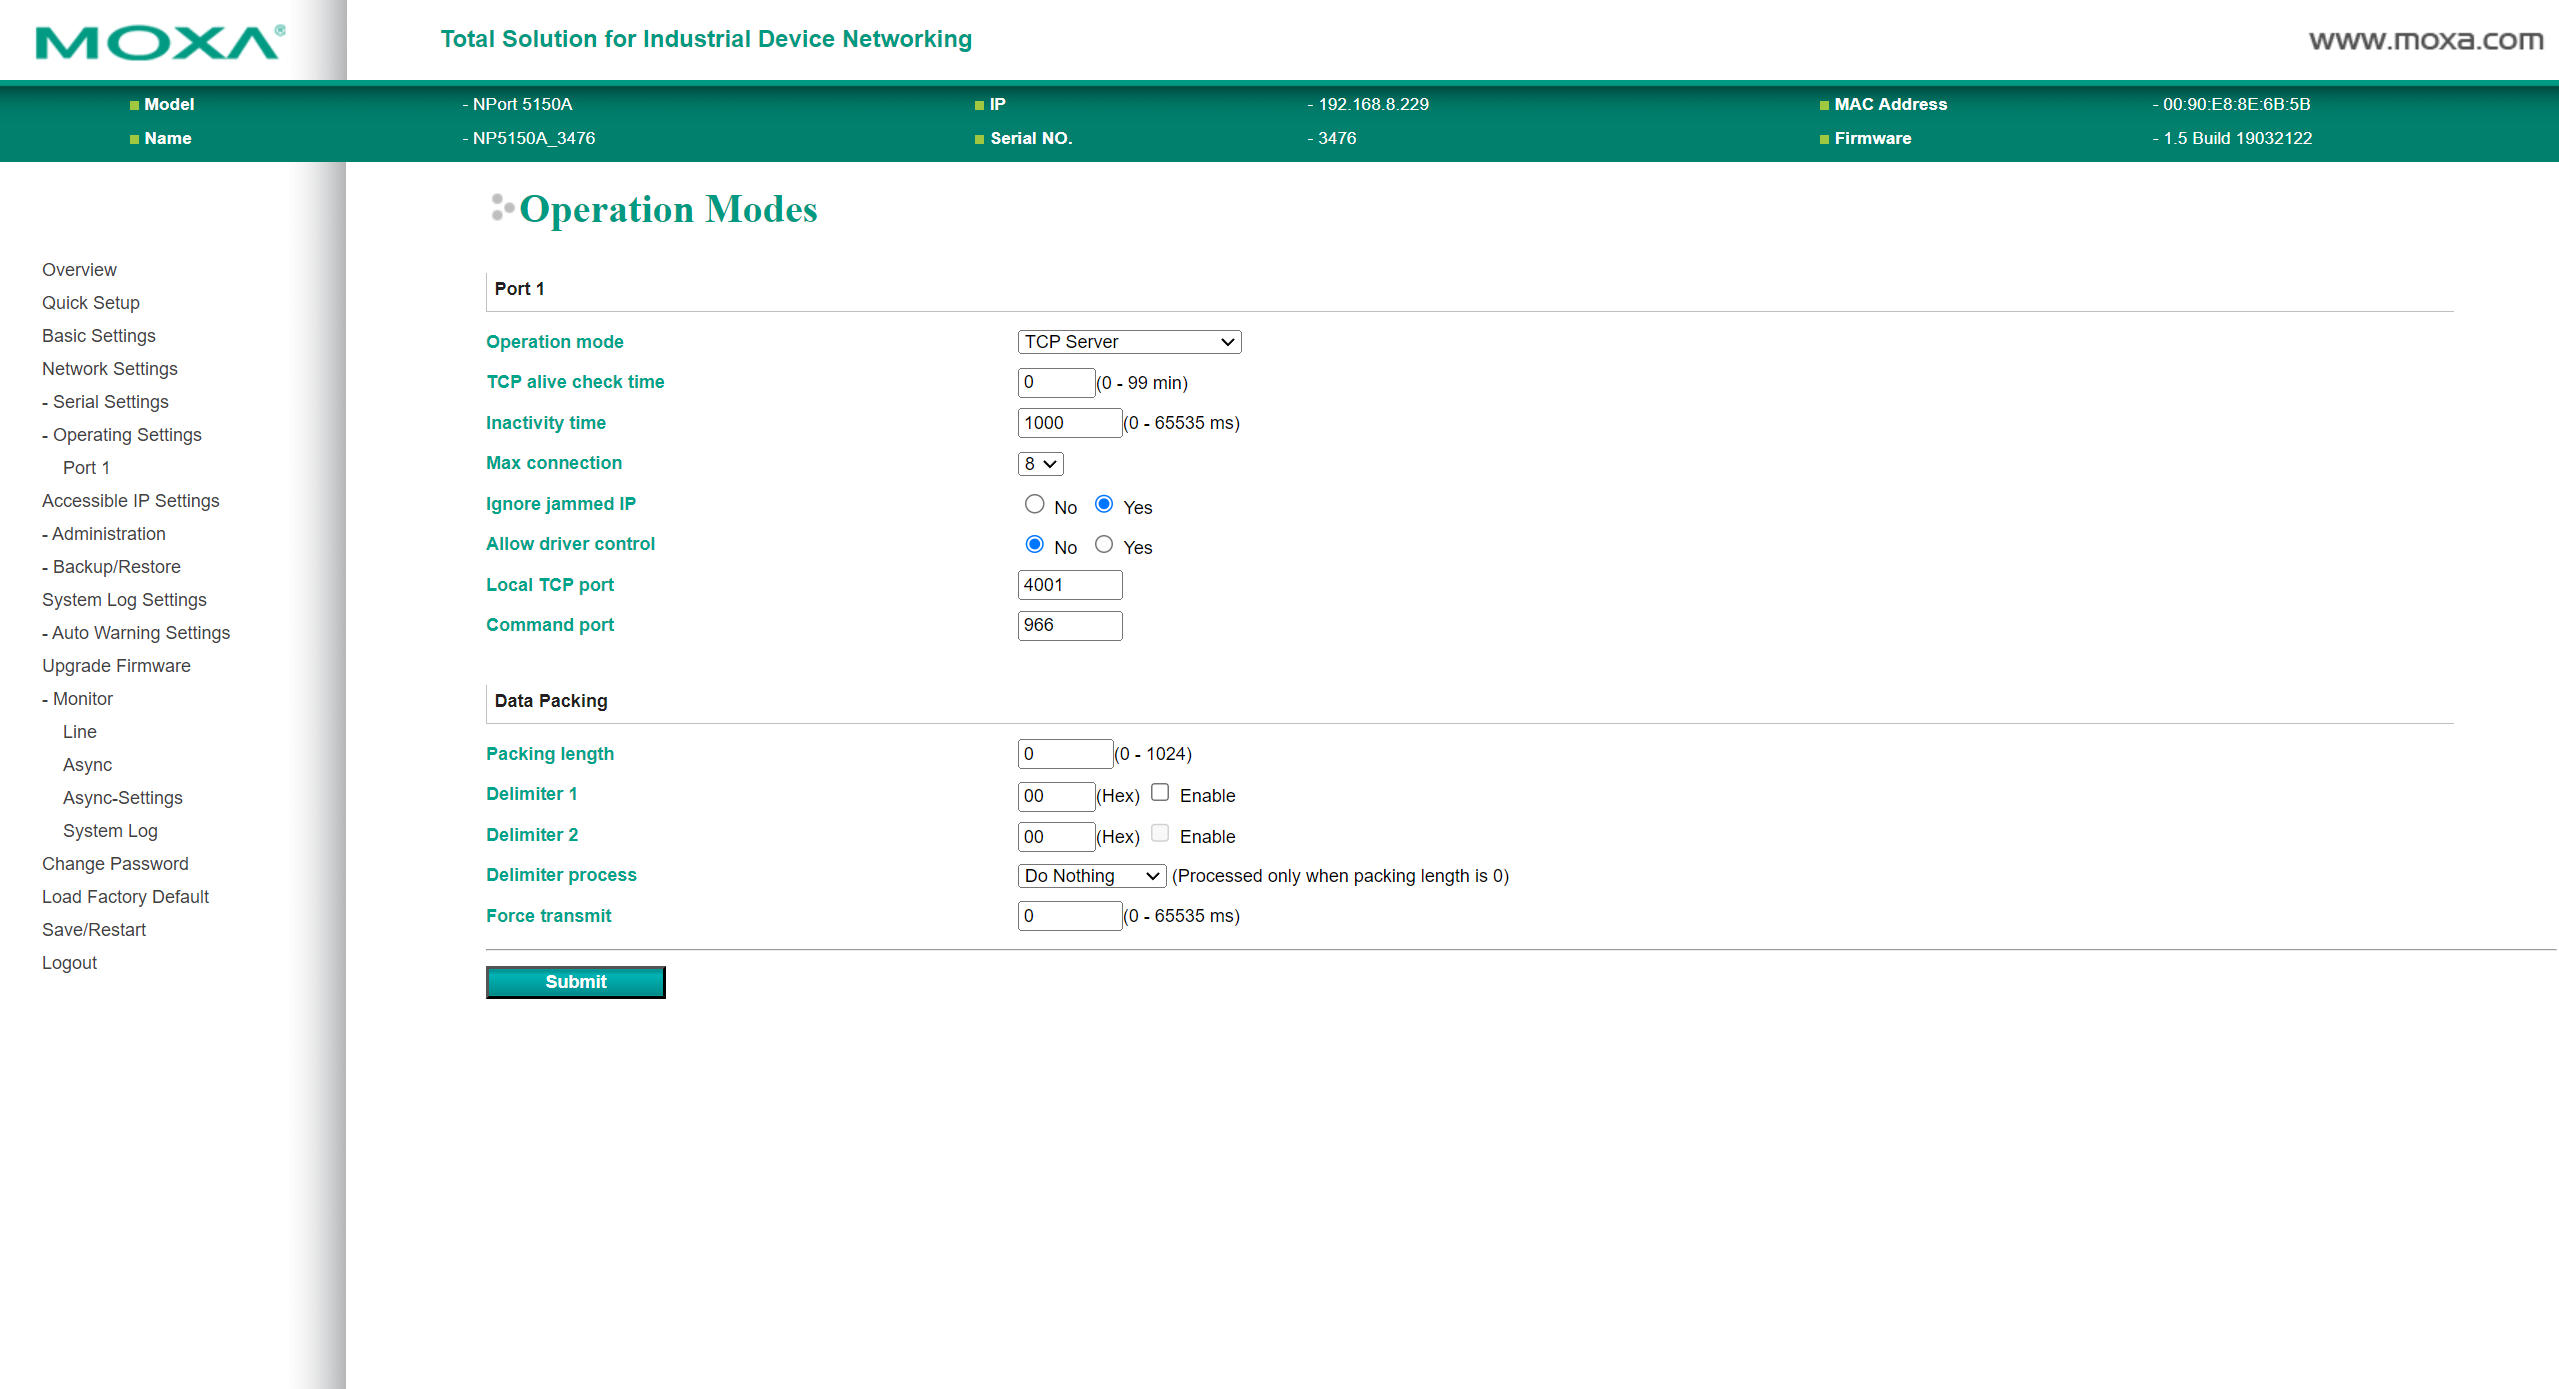 MOXA®
Total Solution for Industrial Device Networking
www.moxa.com
Model - NPort 5150A IP - 192.168.8.229 MAC Address - 00:90:E8:8E:6B:5B
Name - NP5150A_3476 Serial NO. - 3476 Firmware - 1.5 Build 19032122
Overview
Quick Setup
Basic Settings
Network Settings
- Serial Settings
- Operating Settings
Port 1
Accessible IP Settings
- Administration
- Backup/Restore
System Log Settings
- Auto Warning Settings
Upgrade Firmware
- Monitor
Line
Async
Async-Settings
System Log
Change Password
Load Factory Default
Save/Restart
Logout
Operation Modes
Port 1
Operation mode TCP Server
TCP alive check time 0 (0 - 99 min)
Inactivity time 1000 (0 - 65535 ms)
Max connection 8
Ignore jammed IP No Yes
Allow driver control No Yes
Local TCP port 4001
Command port 966
Data Packing
Packing length 0 (0 - 1024)
Delimiter 1 00 (Hex) Enable
Delimiter 2 00 (Hex) Enable
Delimiter process Do Nothing (Processed only when packing length is 0)
Force transmit 0 (0 - 65535 ms)
Submit